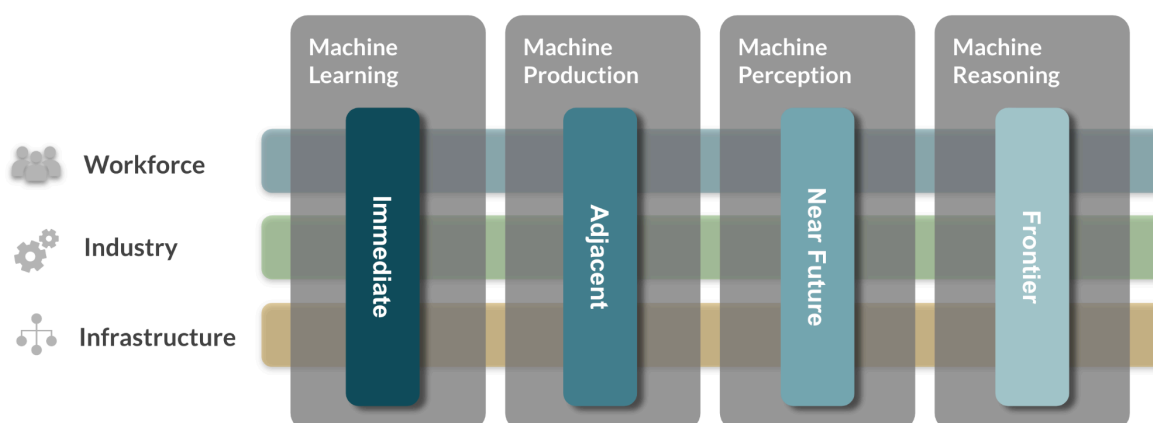 Machine
Learning
Machine
Production
Machine
Perception
Machine
Reasoning
Workforce
Industry
Infrastructure
Immediate
Adjacent
Near Future
Frontier